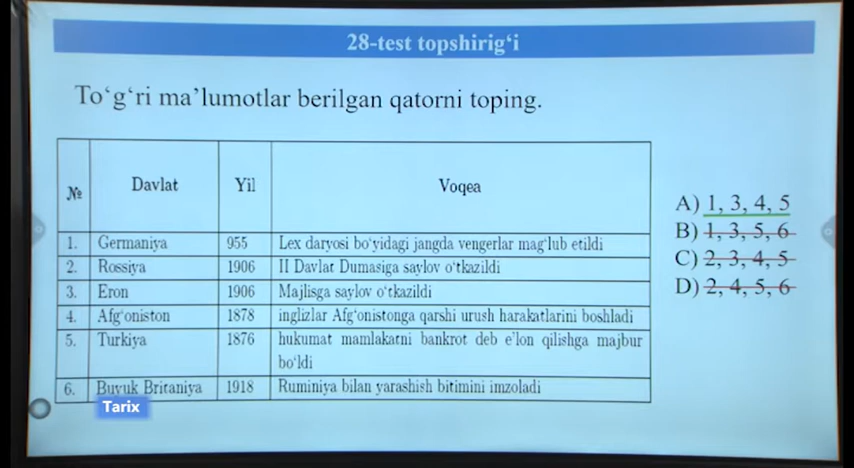 28-test topshirig‘i
To‘g‘ri ma’lumotlar berilgan qatorni toping.
№ Davlat Yil Voqea
1. Germaniya 955 Lex daryosi bo‘yidagi jangda vengerlar mag‘lub etildi
2. Rossiya 1906 II Davlat Dumasiga saylov o‘tkazildi
3. Eron 1906 Majlisga saylov o‘tkazildi
4. Afg‘oniston 1878 inglizlar Afg‘onistonga qarshi urush harakatlarini boshladi
5. Turkiya 1876 hukumat mamlakatni bankrot deb e’lon qilishga majbur
bo‘ldi
6. Buyuk Britaniya 1918 Ruminiya bilan yarashish bitimini imzoladi
A) 1, 3, 4, 5
B) 1, 3, 5, 6
C) 2, 3, 4, 5
D) 2, 4, 5, 6
Tarix